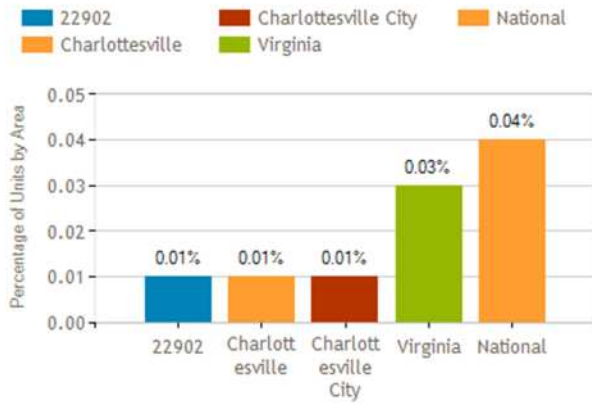 22902 Charlottesville City National
Charlottesville Virginia
Percentage of Units by Area
0.05
0.04
0.03
0.02
0.01
0.00
0.01% 0.01% 0.01% 0.03% 0.04%
22902 Charlott Charlott Virginia National
esville esville
City